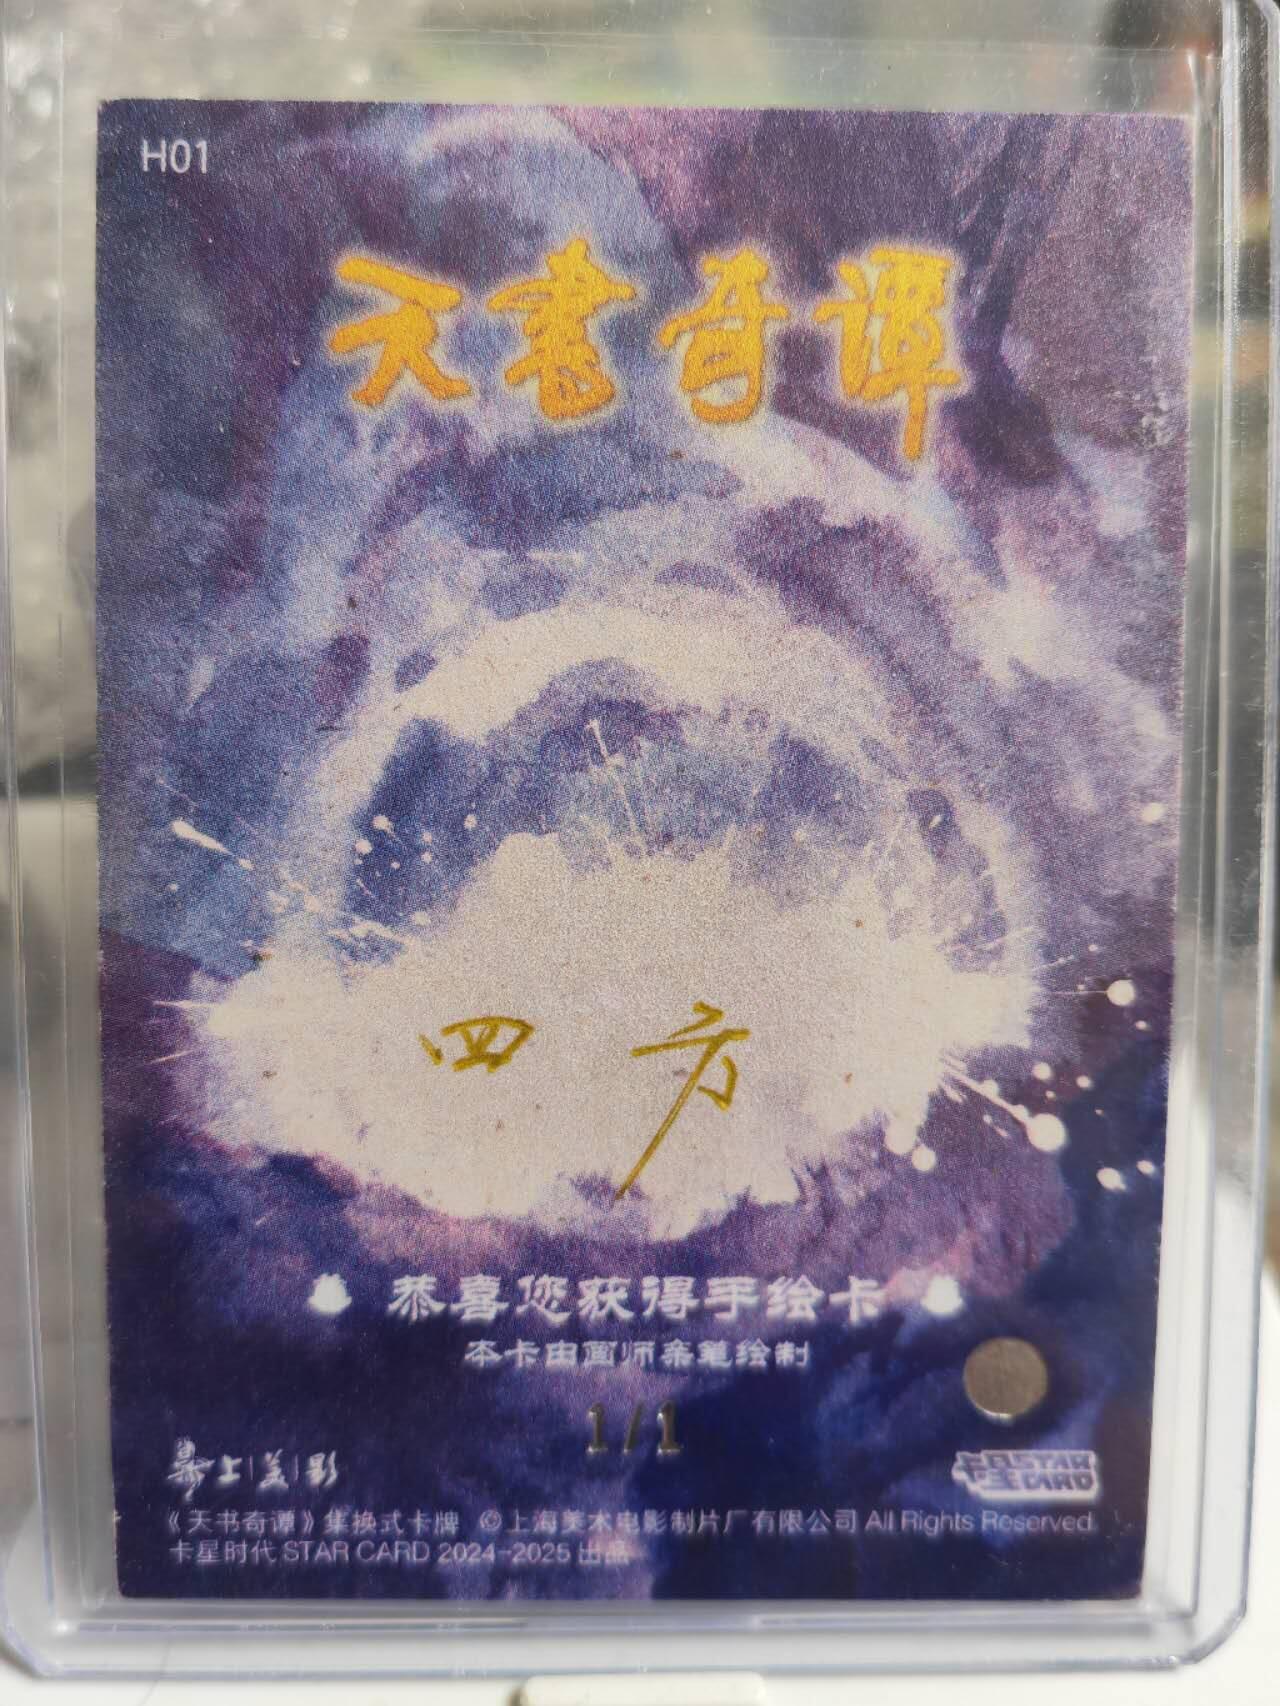 H01
天書奇谭
四方
恭喜您获得手绘卡
本卡由画师亲笔绘制
1/1
上美影
卡星 STAR CARD
《天书奇谭》集换式卡牌 ©上海美术电影制片厂有限公司 All Rights Reserved.
卡星时代 STAR CARD 2024-2025 出品